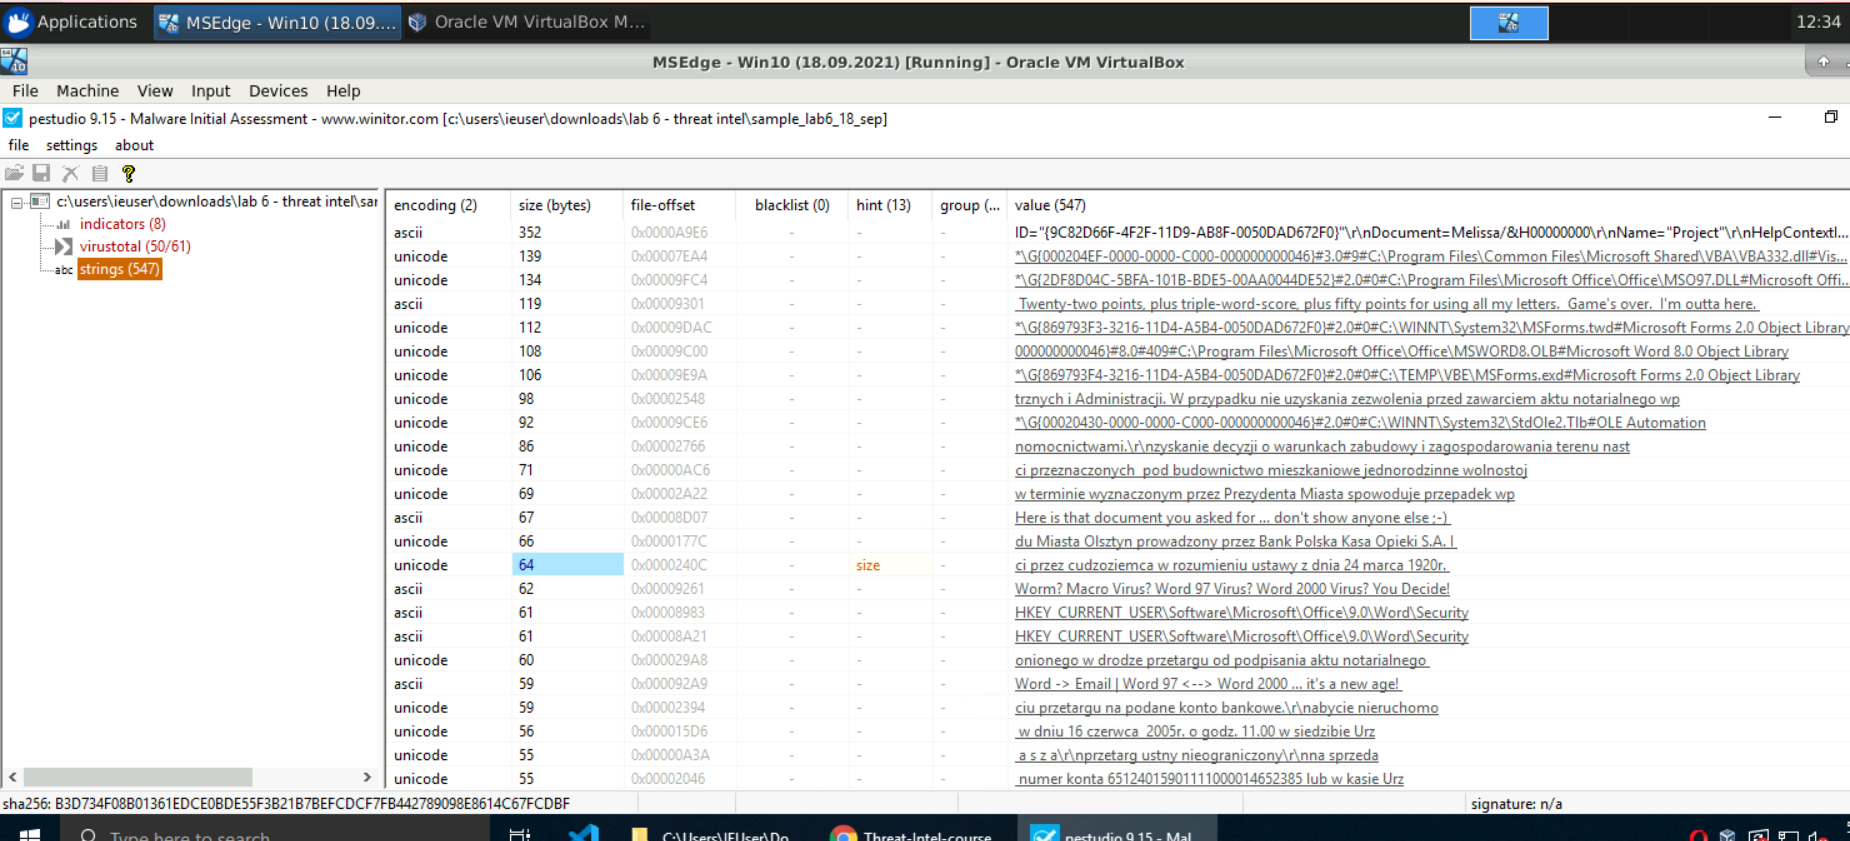 Applications MSEdge - Win10 (18.09.... Oracle VM VirtualBox M... 12:34
MSEdge - Win10 (18.09.2021) [Running] - Oracle VM VirtualBox
File Machine View Input Devices Help
pestudio 9.15 - Malware Initial Assessment - www.winitor.com [c:\users\ieuser\downloads\lab 6 - threat intel\sample_lab6_18_sep]
file settings about
c:\users\ieuser\downloads\lab 6 - threat intel\sar
indicators (8)
virustotal (50/61)
abc strings (547)
encoding (2) size (bytes) file-offset blacklist (0) hint (13) group (... value (547)
ascii 352 0x0000A9E6 - - - ID="{9C82D66F-4F2F-11D9-AB8F-0050DAD672F0}"\r\nDocument=Melissa/&H00000000\r\nName="Project"\r\nHelpContextI...
unicode 139 0x00007EA4 - - - *\G{000204EF-0000-0000-C000-000000000046}#3.0#9#C:\Program Files\Common Files\Microsoft Shared\VBA\VBA332.dll#Vis...
unicode 134 0x00009FC4 - - - *\G{2DF8D04C-5BFA-101B-BDE5-00AA0044DE52}#2.0#0#C:\Program Files\Microsoft Office\Office\MSO97.DLL#Microsoft Offi...
ascii 119 0x00009301 - - - Twenty-two points, plus triple-word-score, plus fifty points for using all my letters.  Game's over.  I'm outta here.
unicode 112 0x00009DAC - - - *\G{869793F3-3216-11D4-A5B4-0050DAD672F0}#2.0#0#C:\WINNT\System32\MSForms.twd#Microsoft Forms 2.0 Object Library
unicode 108 0x00009C00 - - - 000000000046}#8.0#409#C:\Program Files\Microsoft Office\Office\MSWORD8.OLB#Microsoft Word 8.0 Object Library
unicode 106 0x00009E9A - - - *\G{869793F4-3216-11D4-A5B4-0050DAD672F0}#2.0#0#C:\TEMP\VBE\MSForms.exd#Microsoft Forms 2.0 Object Library
unicode 98 0x00002548 - - - trznych i Administracji. W przypadku nie uzyskania zezwolenia przed zawarciem aktu notarialnego wp
unicode 92 0x00009CE6 - - - *\G{00020430-0000-0000-C000-000000000046}#2.0#0#C:\WINNT\System32\StdOle2.Tlb#OLE Automation
unicode 86 0x00002766 - - - nomocnictwami.\r\nzyskanie decyzji o warunkach zabudowy i zagospodarowania terenu nast
unicode 71 0x00000AC6 - - - ci przeznaczonych  pod budownictwo mieszkaniowe jednorodzinne wolnostoj
unicode 69 0x00002A22 - - - w terminie wyznaczonym przez Prezydenta Miasta spowoduje przepadek wp
ascii 67 0x00008D07 - - - Here is that document you asked for ... don't show anyone else ;-)
unicode 66 0x0000177C - - - du Miasta Olsztyn prowadzony przez Bank Polska Kasa Opieki S.A. I
unicode 64 0x0000240C - size - ci przez cudzoziemca w rozumieniu ustawy z dnia 24 marca 1920r.
ascii 62 0x00009261 - - - Worm? Macro Virus? Word 97 Virus? Word 2000 Virus? You Decide!
ascii 61 0x00008983 - - - HKEY_CURRENT_USER\Software\Microsoft\Office\9.0\Word\Security
ascii 61 0x00008A21 - - - HKEY_CURRENT_USER\Software\Microsoft\Office\9.0\Word\Security
unicode 60 0x000029A8 - - - onionego w drodze przetargu od podpisania aktu notarialnego
ascii 59 0x000092A9 - - - Word -> Email | Word 97 <--> Word 2000 ... it's a new age!
unicode 59 0x00002394 - - - ciu przetargu na podane konto bankowe.\r\nabycie nieruchomo
unicode 56 0x000015D6 - - - w dniu 16 czerwca  2005r. o godz. 11.00 w siedzibie Urz
unicode 55 0x00000A3A - - - a s z a\r\nprzetarg ustny nieograniczony\r\nna sprzeda
unicode 55 0x00002046 - - - numer konta 65124015901111000014652385 lub w kasie Urz
sha256: B3D734F08B01361EDCE0BDE55F3B21B7BEFCDCF7FB442789098E8614C67FCDBF signature: n/a
Type here to search C:\Users\IEUser\Do Threat-Intel-course pestudio 9.15 - Mal